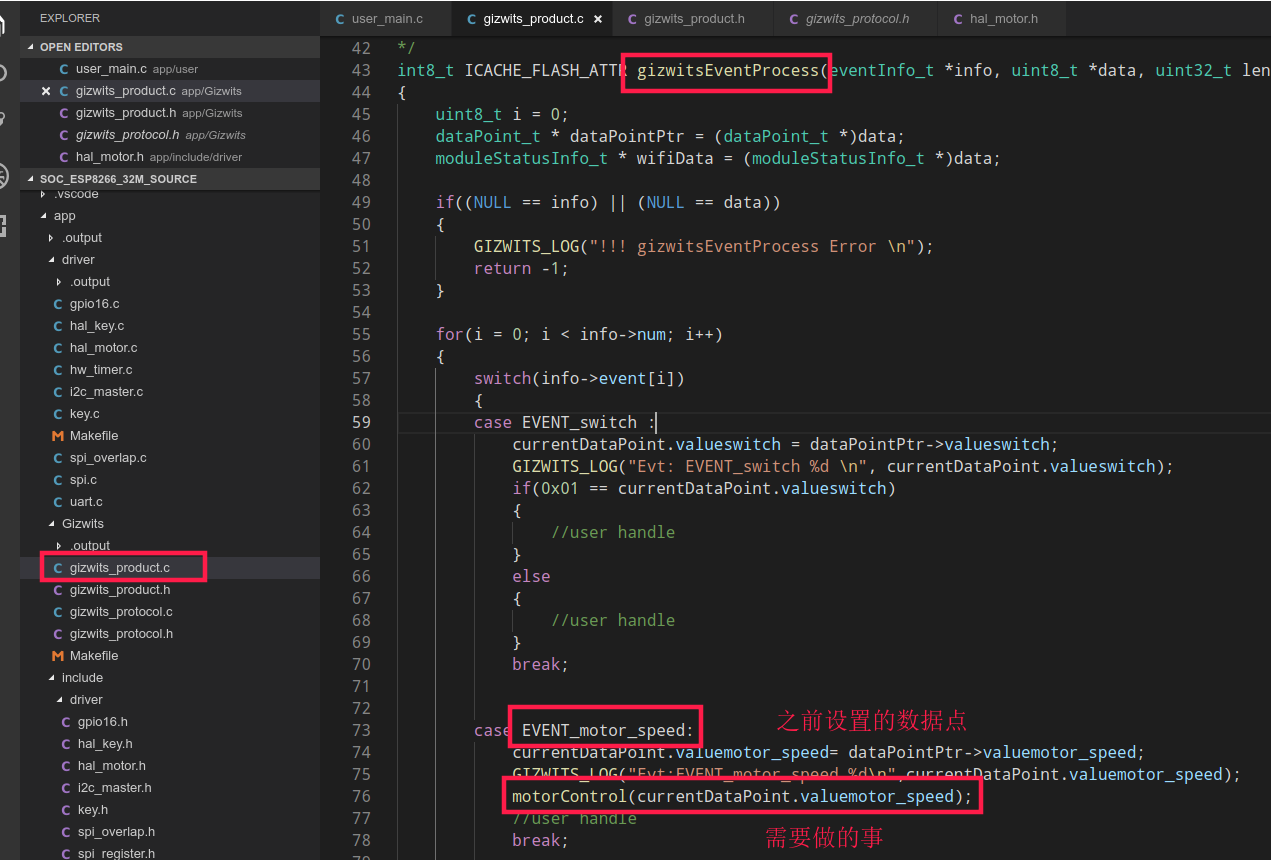 EXPLORER
OPEN EDITORS
C user_main.c app/user
× C gizwits_product.c app/Gizwits
C gizwits_product.h app/Gizwits
C gizwits_protocol.h app/Gizwits
C hal_motor.h app/include/driver
SOC_ESP8266_32M_SOURCE
.vscode
app
.output
driver
.output
C gpio16.c
C hal_key.c
C hal_motor.c
C hw_timer.c
C i2c_master.c
C key.c
M Makefile
C spi_overlap.c
C spi.c
C uart.c
Gizwits
.output
C gizwits_product.c
C gizwits_product.h
C gizwits_protocol.c
C gizwits_protocol.h
M Makefile
include
driver
C gpio16.h
C hal_key.h
C hal_motor.h
C i2c_master.h
C key.h
C spi_overlap.h
C spi_register.h
C user_main.c C gizwits_product.c × C gizwits_product.h C gizwits_protocol.h C hal_motor.h
42 */
43 int8_t ICACHE_FLASH_ATTR gizwitsEventProcess(eventInfo_t *info, uint8_t *data, uint32_t len
44 {
45 uint8_t i = 0;
46 dataPoint_t * dataPointPtr = (dataPoint_t *)data;
47 moduleStatusInfo_t * wifiData = (moduleStatusInfo_t *)data;
48
49 if((NULL == info) || (NULL == data))
50 {
51 GIZWITS_LOG("!!! gizwitsEventProcess Error \n");
52 return -1;
53 }
54
55 for(i = 0; i < info->num; i++)
56 {
57 switch(info->event[i])
58 {
59 case EVENT_switch :
60 currentDataPoint.valueswitch = dataPointPtr->valueswitch;
61 GIZWITS_LOG("Evt: EVENT_switch %d \n", currentDataPoint.valueswitch);
62 if(0x01 == currentDataPoint.valueswitch)
63 {
64 //user handle
65 }
66 else
67 {
68 //user handle
69 }
70 break;
71
72
73 case EVENT_motor_speed: 之前设置的数据点
74 currentDataPoint.valuemotor_speed= dataPointPtr->valuemotor_speed;
75 GIZWITS_LOG("Evt:EVENT_motor_speed %d\n",currentDataPoint.valuemotor_speed);
76 motorControl(currentDataPoint.valuemotor_speed);
77 //user handle
78 break; 需要做的事